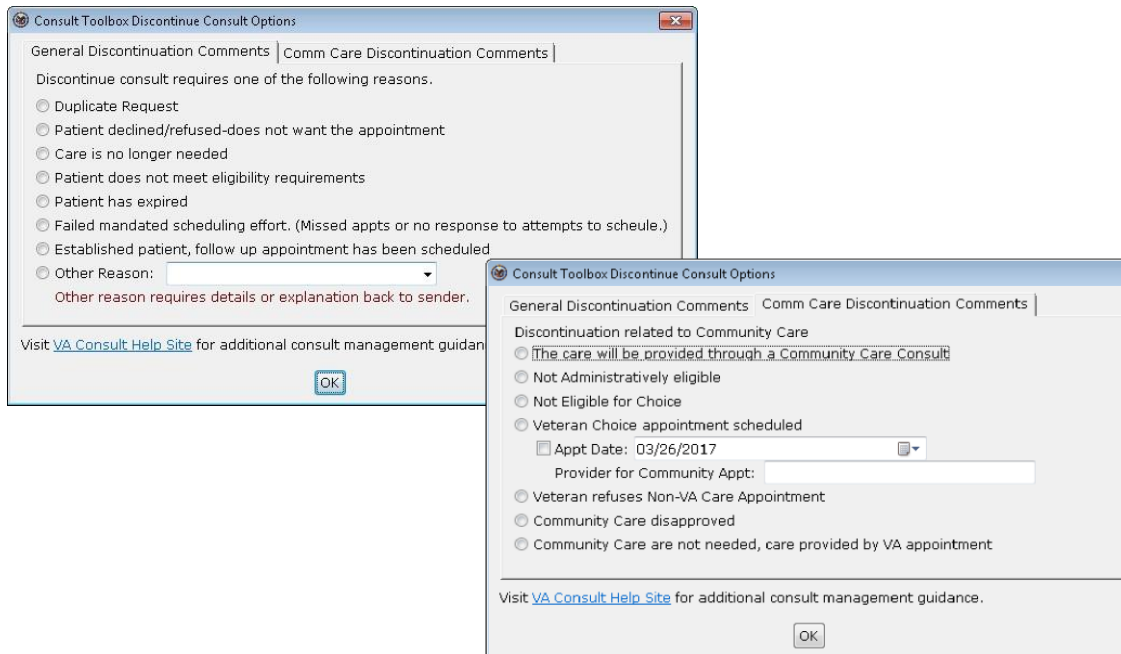 Consult Toolbox Discontinue Consult Options
General Discontinuation Comments Comm Care Discontinuation Comments
Discontinue consult requires one of the following reasons.
Duplicate Request
Patient declined/refused-does not want the appointment
Care is no longer needed
Patient does not meet eligibility requirements
Patient has expired
Failed mandated scheduling effort. (Missed appts or no response to attempts to scheule.)
Established patient, follow up appointment has been scheduled
Other Reason:
Other reason requires details or explanation back to sender.
Visit VA Consult Help Site for additional consult management
OK
Consult Toolbox Discontinue Consult Options
General Discontinuation Comments Comm Care Discontinuation Comments
Discontinuation related to Community Care
The care will be provided through a Community Care Consult
Not Administratively eligible
Not Eligible for Choice
Veteran Choice appointment scheduled
Appt Date: 03/26/2017
Provider for Community Appt:
Veteran refuses Non-VA Care Appointment
Community Care disapproved
Community Care are not needed, care provided by VA appointment
Visit VA Consult Help Site for additional consult management guidance.
OK